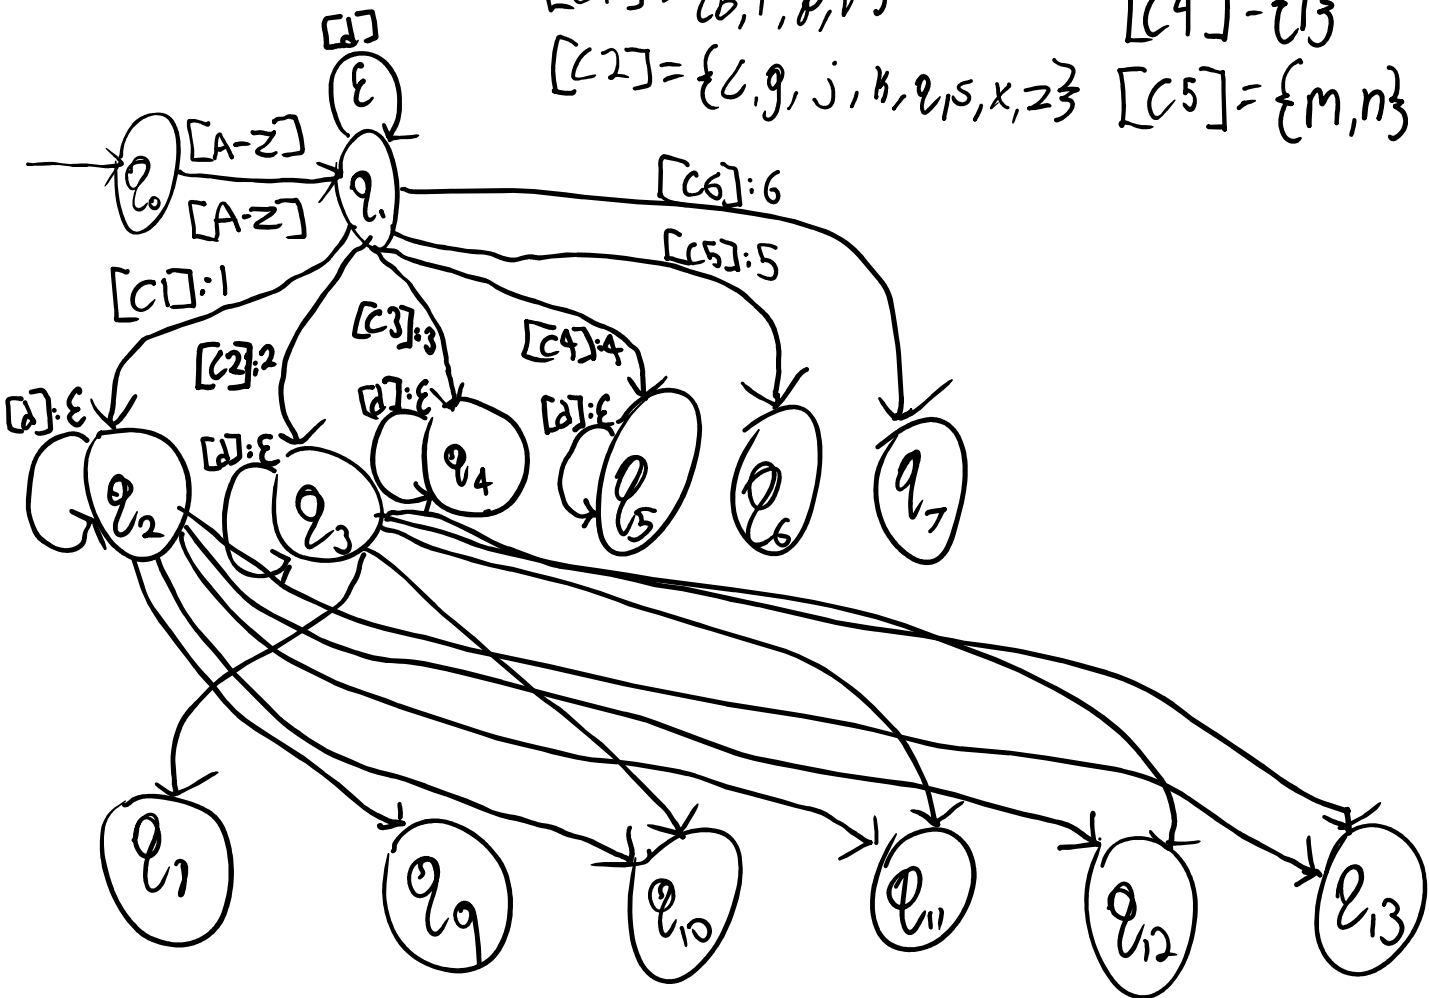 [d]
[C4] = {l}
ε
[C2] = {c,g,j,k,q,s,x,z}
[C5] = {m,n}
[A-Z]
q0
q1
[A-Z]
[C6]:6
[C5]:5
[C1]:1
[C3]:3
[C4]:4
[C2]:2
[d]:ε
[d]:ε
[d]:ε
[d]:ε
q2
q3
q4
q5
q6
q7
q9
q10
q11
q12
q13